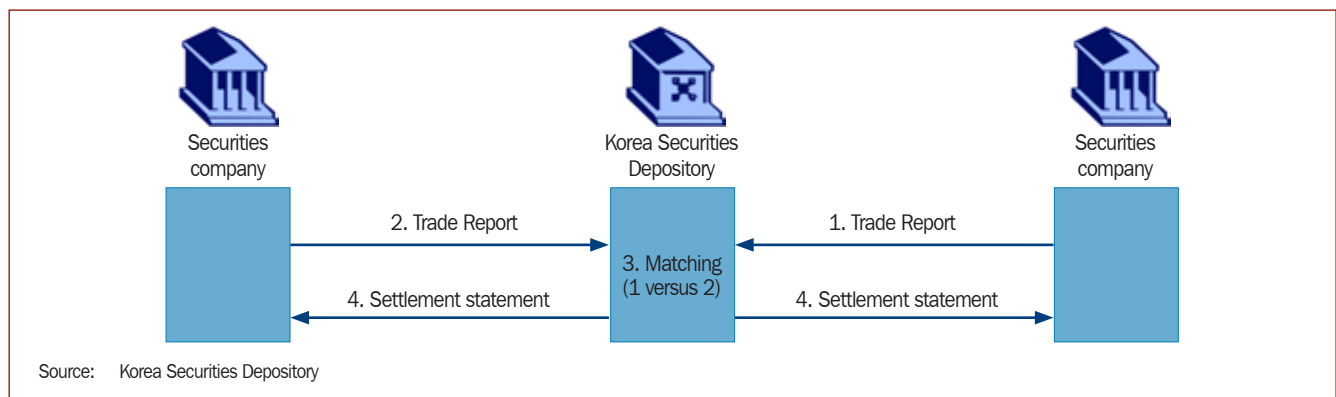 Securities
company
Korea Securities
Depository
Securities
company
2. Trade Report
1. Trade Report
3. Matching
(1 versus 2)
4. Settlement statement
4. Settlement statement
Source: Korea Securities Depository